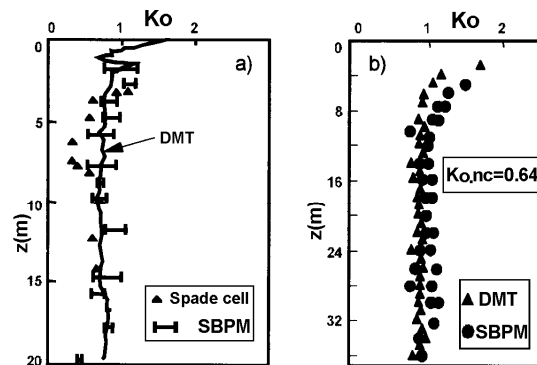 Ko
0 1 2
0
5
10
15
20
z(m)
a)
DMT
Spade cell
SBPM
Ko
0 1 2
0
4
8
16
24
32
z(m)
b)
Ko,nc=0.64
DMT
SBPM